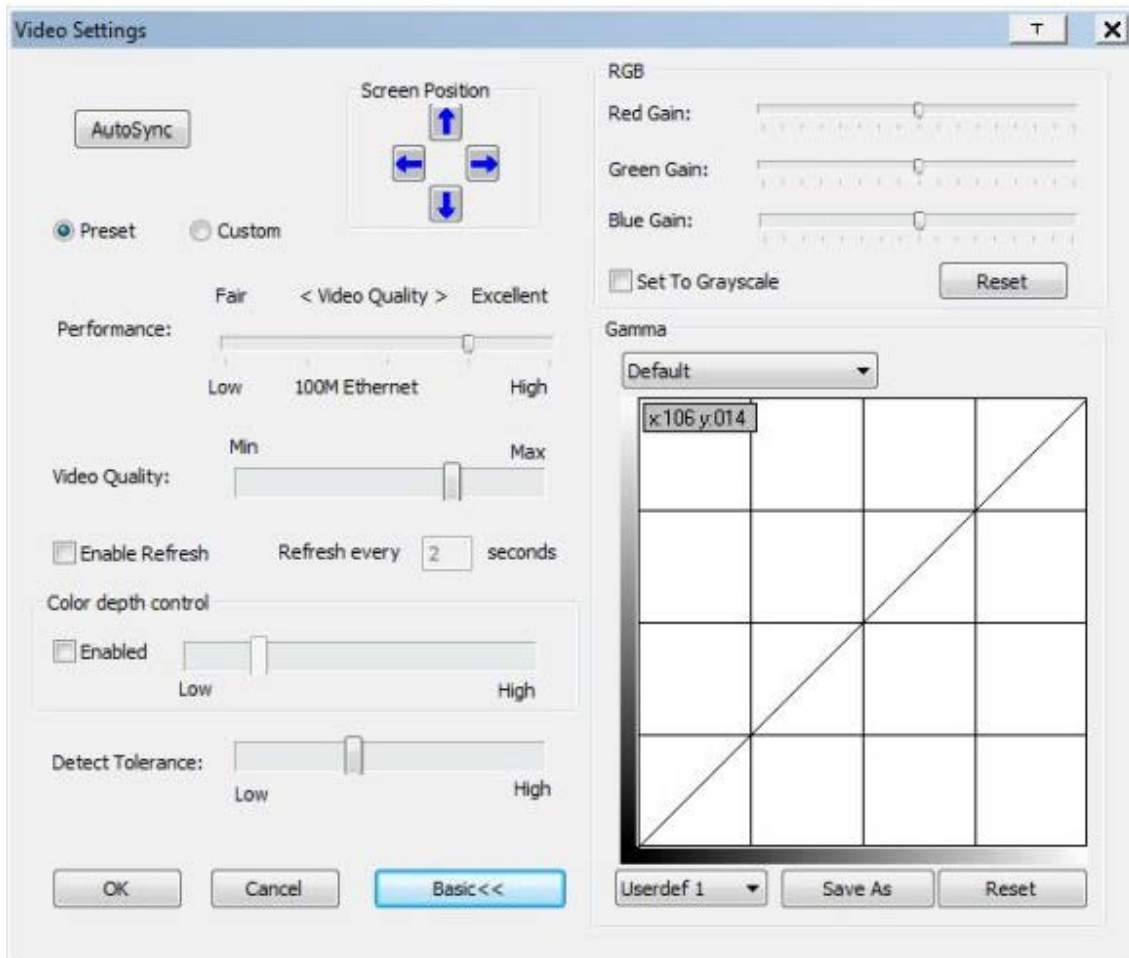 Video Settings
AutoSync
Screen Position
Preset
Custom
Fair < Video Quality > Excellent
Performance:
Low 100M Ethernet High
Min Max
Video Quality:
Enable Refresh Refresh every 2 seconds
Color depth control
Enabled
Low High
Detect Tolerance:
Low High
OK Cancel Basic<<
RGB
Red Gain:
Green Gain:
Blue Gain:
Set To Grayscale Reset
Gamma
Default
x:106 y:014
Userdef 1 Save As Reset